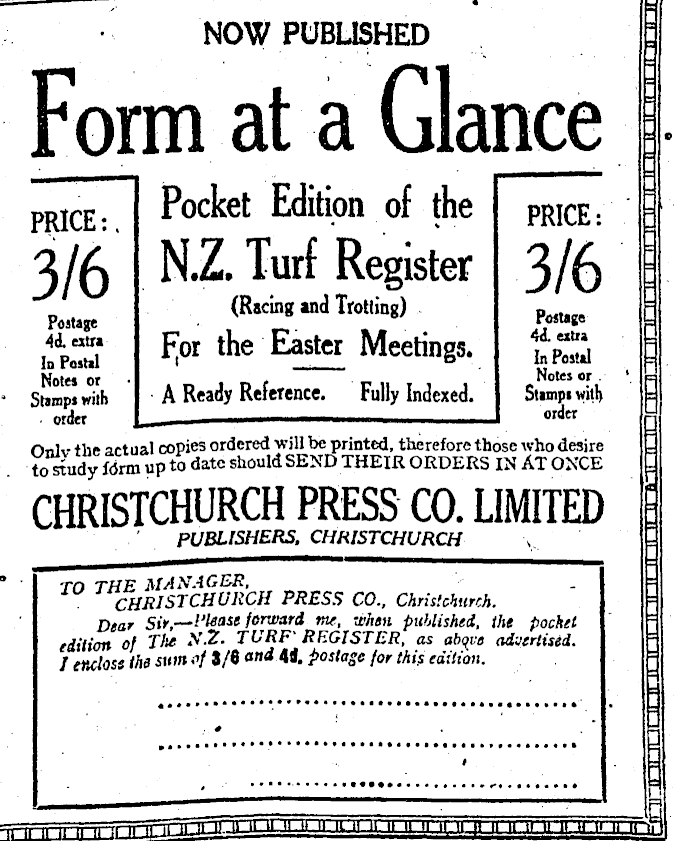 NOW PUBLISHED
Form at a Glance
PRICE:
3/6
Postage
4d. extra
In Postal
Notes or
Stamps with
order
Pocket Edition of the
N.Z. Turf Register
(Racing and Trotting)
For the Easter Meetings.
A Ready Reference. Fully Indexed.
PRICE:
3/6
Postage
4d. extra
In Postal
Notes or
Stamps with
order
Only the actual copies ordered will be printed, therefore those who desire
to study form up to date should SEND THEIR ORDERS IN AT ONCE
CHRISTCHURCH PRESS CO. LIMITED
PUBLISHERS, CHRISTCHURCH
TO THE MANAGER,
CHRISTCHURCH PRESS CO., Christchurch.
Dear Sir,—Please forward me, when published, the pocket
edition of The N.Z. TURF REGISTER, as above advertised.
I enclose the sum of 3/6 and 4d. postage for this edition.